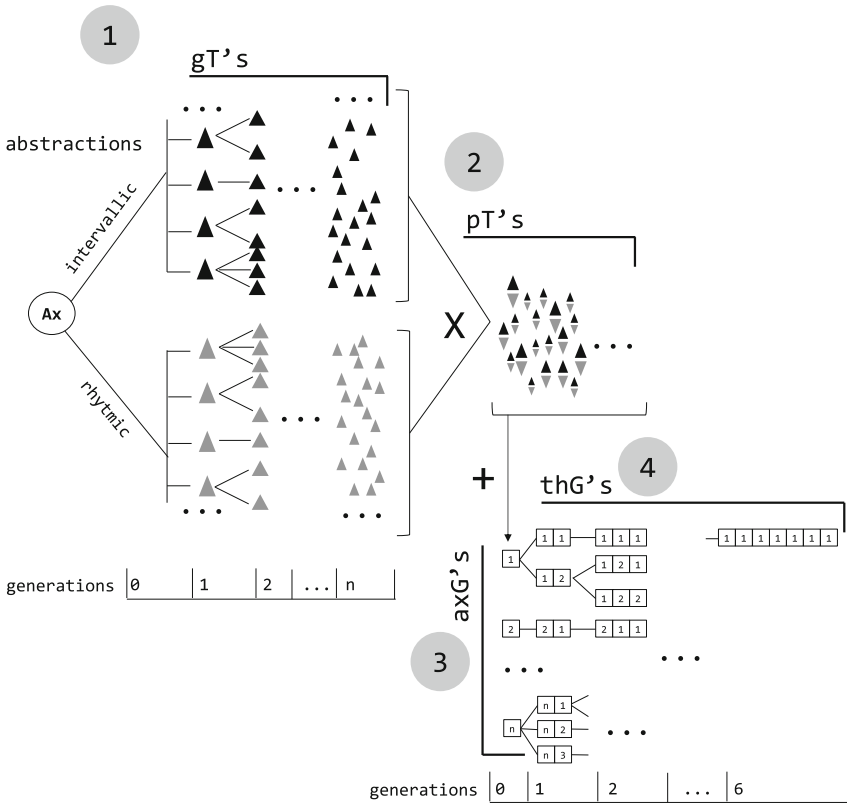 1
gT's
...
...
abstractions
intervallic
...
2
pT's
Ax
X
...
rhytmic
...
...
...
+
4
thG's
generations 0 1 2 ... n
axG's
1
1 1
1 1 1
1 1 1 1 1 1 1
1 2
1 2 1
1 2 2
2
2 1
2 1 1
3
...
...
n
n 1
n 2
...
n 3
generations 0 1 2 ... 6